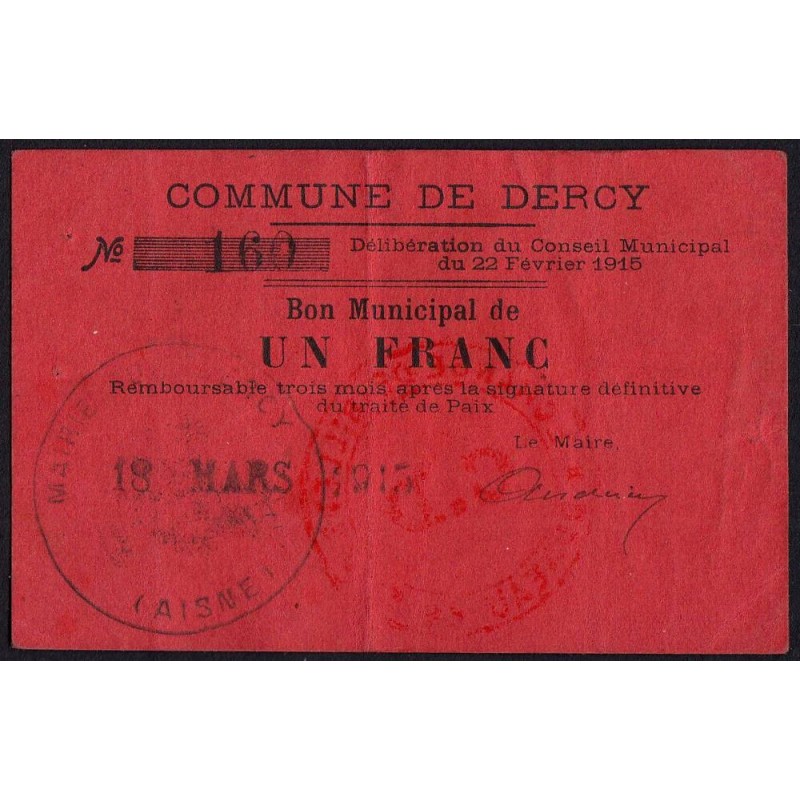 COMMUNE DE DERCY
No 160
Délibération du Conseil Municipal
du 22 Février 1915
Bon Municipal de
UN FRANC
Remboursable trois mois après la signature définitive
du traité de Paix
Le Maire,
MAIRIE
18 MARS 1915
(AISNE)